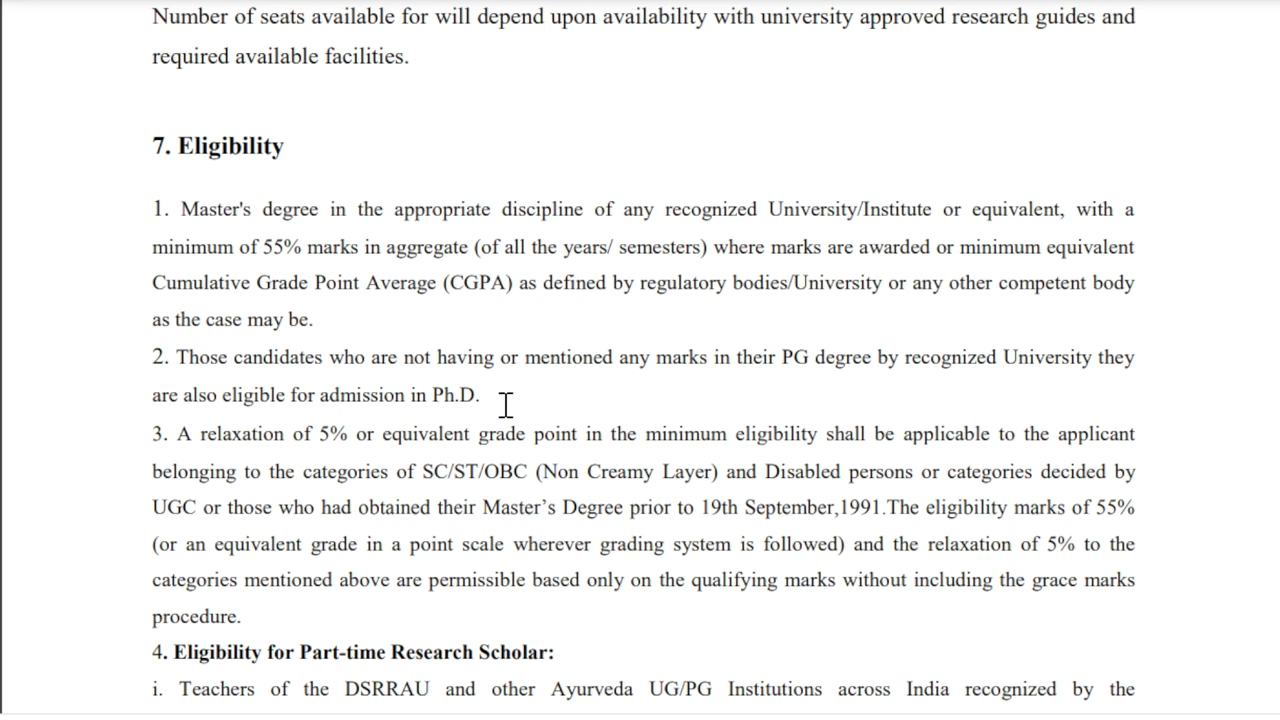 Number of seats available for will depend upon availability with university approved research guides and
required available facilities.
7. Eligibility
1. Master's degree in the appropriate discipline of any recognized University/Institute or equivalent, with a
minimum of 55% marks in aggregate (of all the years/ semesters) where marks are awarded or minimum equivalent
Cumulative Grade Point Average (CGPA) as defined by regulatory bodies/University or any other competent body
as the case may be.
2. Those candidates who are not having or mentioned any marks in their PG degree by recognized University they
are also eligible for admission in Ph.D.
3. A relaxation of 5% or equivalent grade point in the minimum eligibility shall be applicable to the applicant
belonging to the categories of SC/ST/OBC (Non Creamy Layer) and Disabled persons or categories decided by
UGC or those who had obtained their Master’s Degree prior to 19th September,1991.The eligibility marks of 55%
(or an equivalent grade in a point scale wherever grading system is followed) and the relaxation of 5% to the
categories mentioned above are permissible based only on the qualifying marks without including the grace marks
procedure.
4. Eligibility for Part-time Research Scholar:
i. Teachers of the DSRRAU and other Ayurveda UG/PG Institutions across India recognized by the